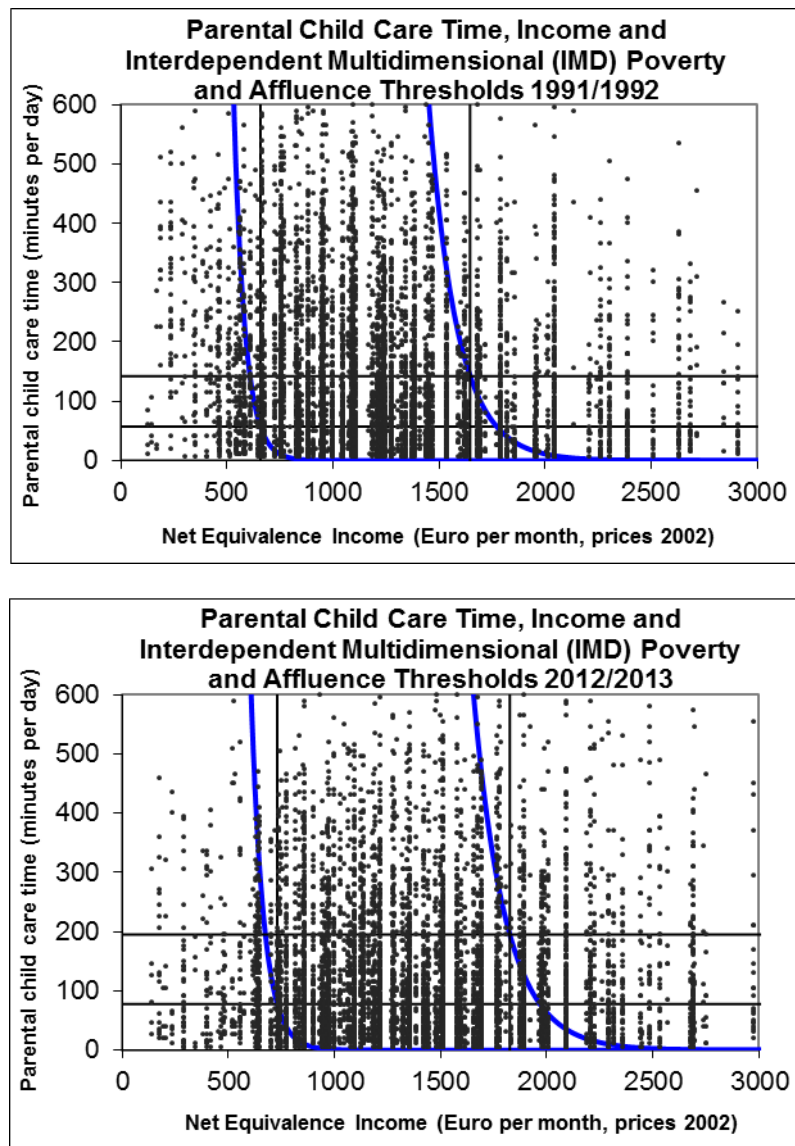 Parental Child Care Time, Income and
Interdependent Multidimensional (IMD) Poverty
and Affluence Thresholds 1991/1992
Parental child care time (minutes per day)
600
500
400
300
200
100
0
0 500 1000 1500 2000 2500 3000
Net Equivalence Income (Euro per month, prices 2002)
Parental Child Care Time, Income and
Interdependent Multidimensional (IMD) Poverty
and Affluence Thresholds 2012/2013
Parental child care time (minutes per day)
600
500
400
300
200
100
0
0 500 1000 1500 2000 2500 3000
Net Equivalence Income (Euro per month, prices 2002)